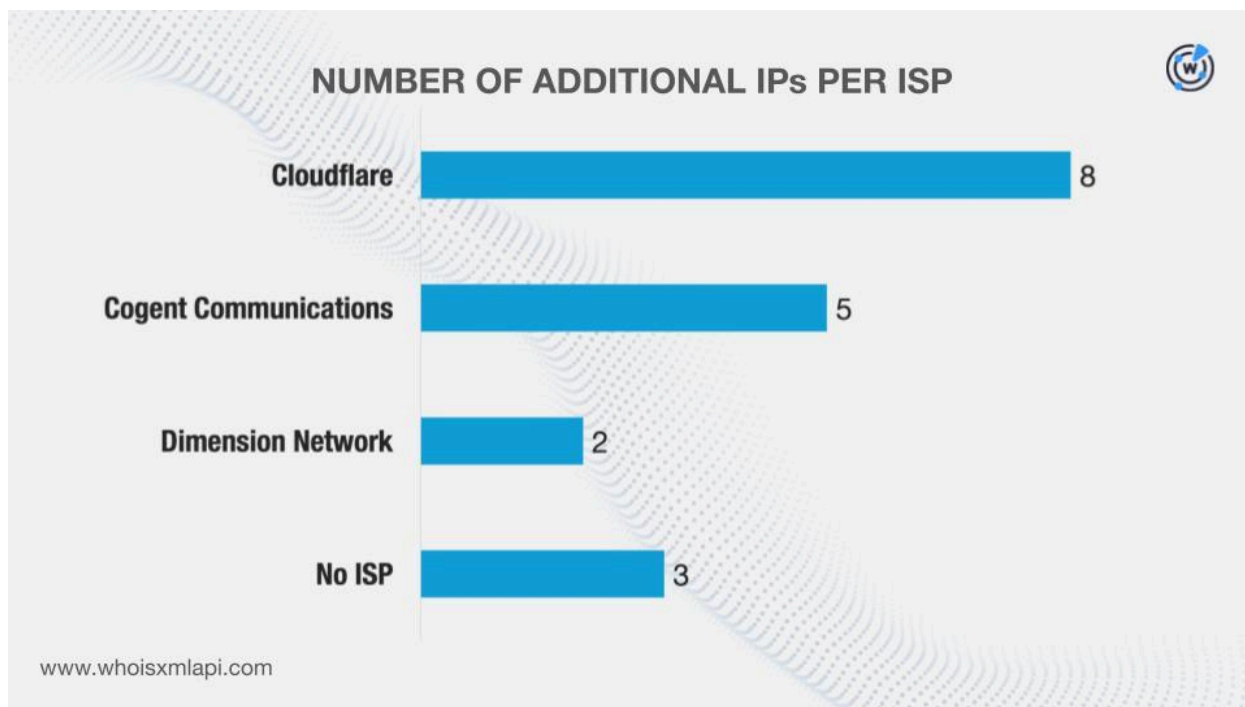 NUMBER OF ADDITIONAL IPs PER ISP
W
Cloudflare 8
Cogent Communications 5
Dimension Network 2
No ISP 3
www.whoisxmlapi.com